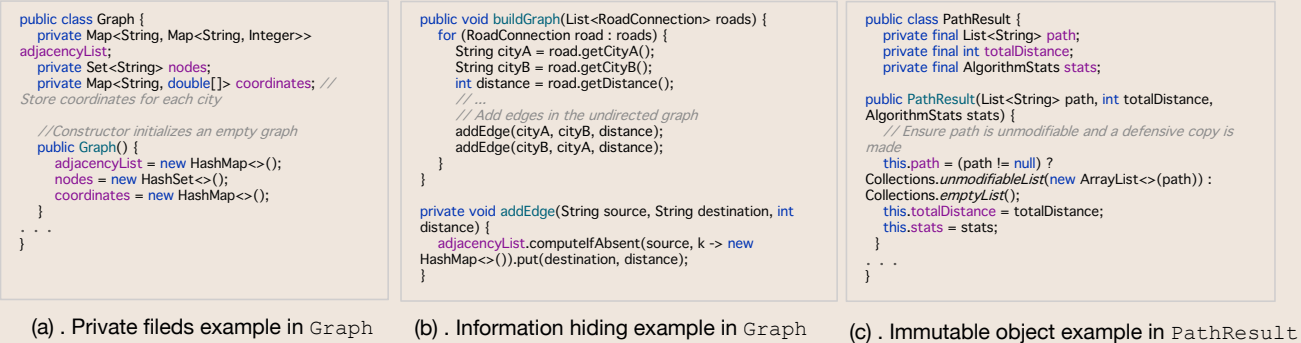 public class Graph {
private Map<String, Map<String, Integer>>
adjacencyList;
private Set<String> nodes;
private Map<String, double[]> coordinates; //
Store coordinates for each city
//Constructor initializes an empty graph
public Graph() {
adjacencyList = new HashMap<>();
nodes = new HashSet<>();
coordinates = new HashMap<>();
}
. . .
}
(a) . Private fileds example in Graph
public void buildGraph(List<RoadConnection> roads) {
for (RoadConnection road : roads) {
String cityA = road.getCityA();
String cityB = road.getCityB();
int distance = road.getDistance();
// ...
// Add edges in the undirected graph
addEdge(cityA, cityB, distance);
addEdge(cityB, cityA, distance);
}
}
private void addEdge(String source, String destination, int
distance) {
adjacencyList.computeIfAbsent(source, k -> new
HashMap<>()).put(destination, distance);
}
(b) . Information hiding example in Graph
public class PathResult {
private final List<String> path;
private final int totalDistance;
private final AlgorithmStats stats;
public PathResult(List<String> path, int totalDistance,
AlgorithmStats stats) {
// Ensure path is unmodifiable and a defensive copy is
made
this.path = (path != null) ?
Collections.unmodifiableList(new ArrayList<>(path)) :
Collections.emptyList();
this.totalDistance = totalDistance;
this.stats = stats;
}
. . .
}
(c) . Immutable object example in PathResult